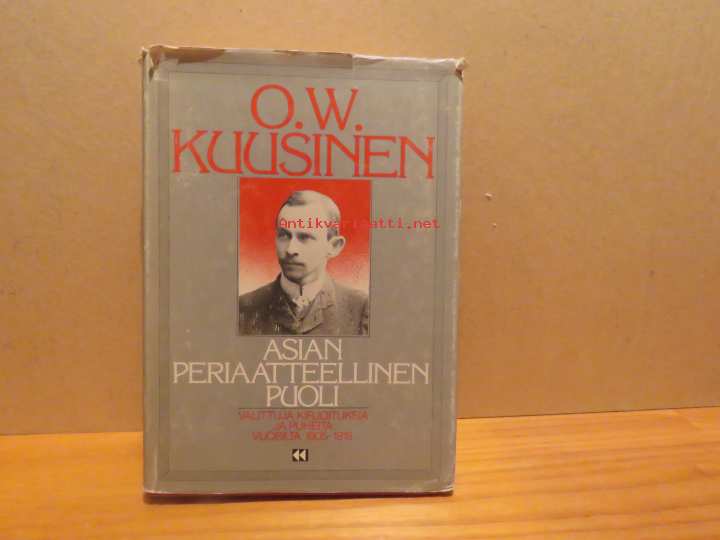 O.W.
KUUSINEN
Antikvariaatti.net
ASIAN
PERIAATTEELLINEN
PUOLI
VALITTUJA KIRJOITUKSIA
JA PUHEITA
VUOSILTA 1905-1918